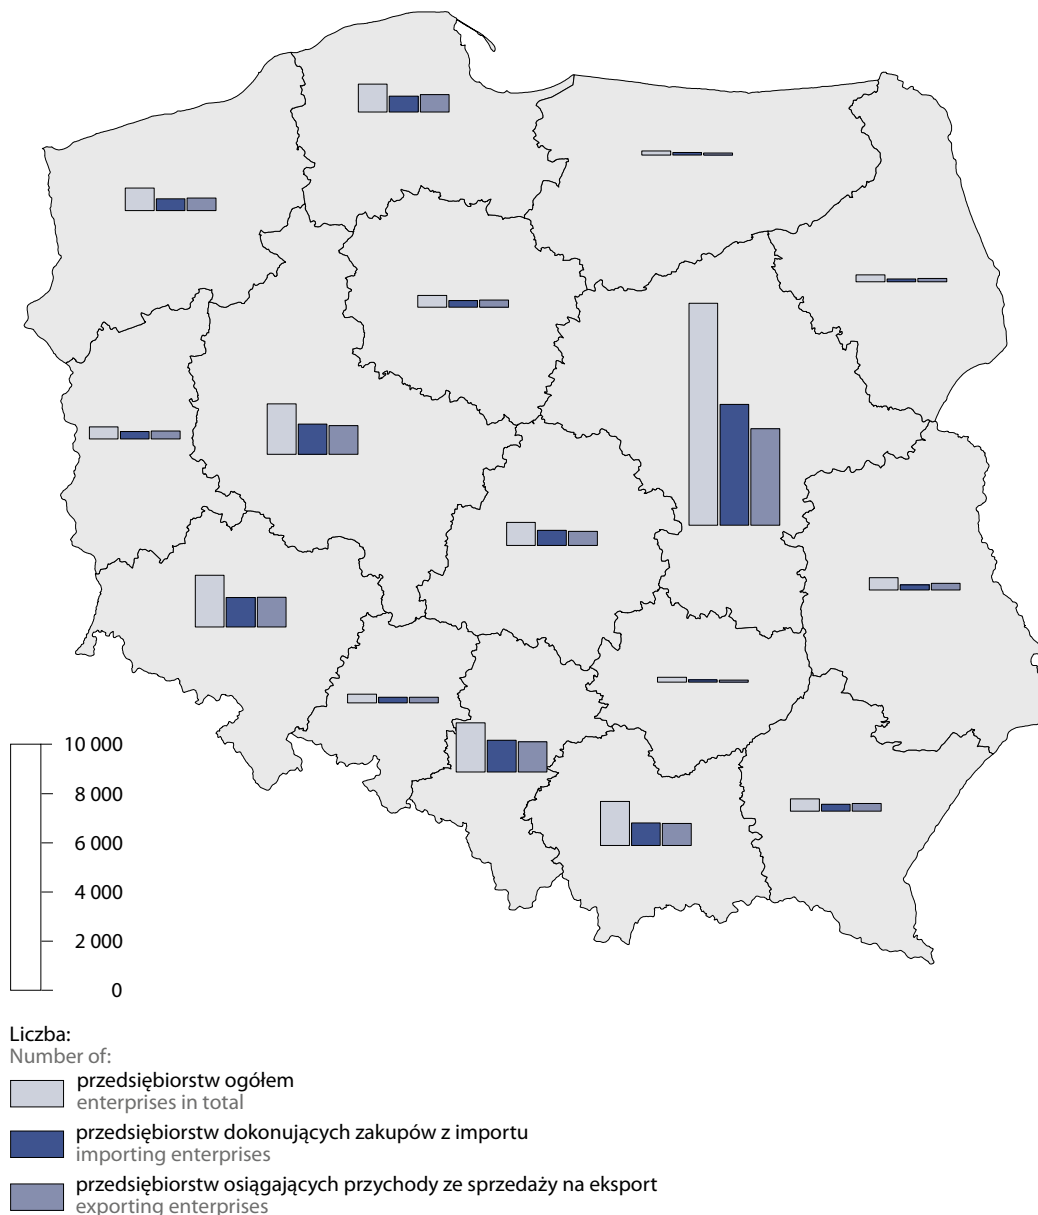 10 000
8 000
6 000
4 000
2 000
0
Liczba:
Number of:
przedsiębiorstw ogółem
enterprises in total
przedsiębiorstw dokonujących zakupów z importu
importing enterprises
przedsiębiorstw osiągających przychody ze sprzedaży na eksport
exporting enterprises